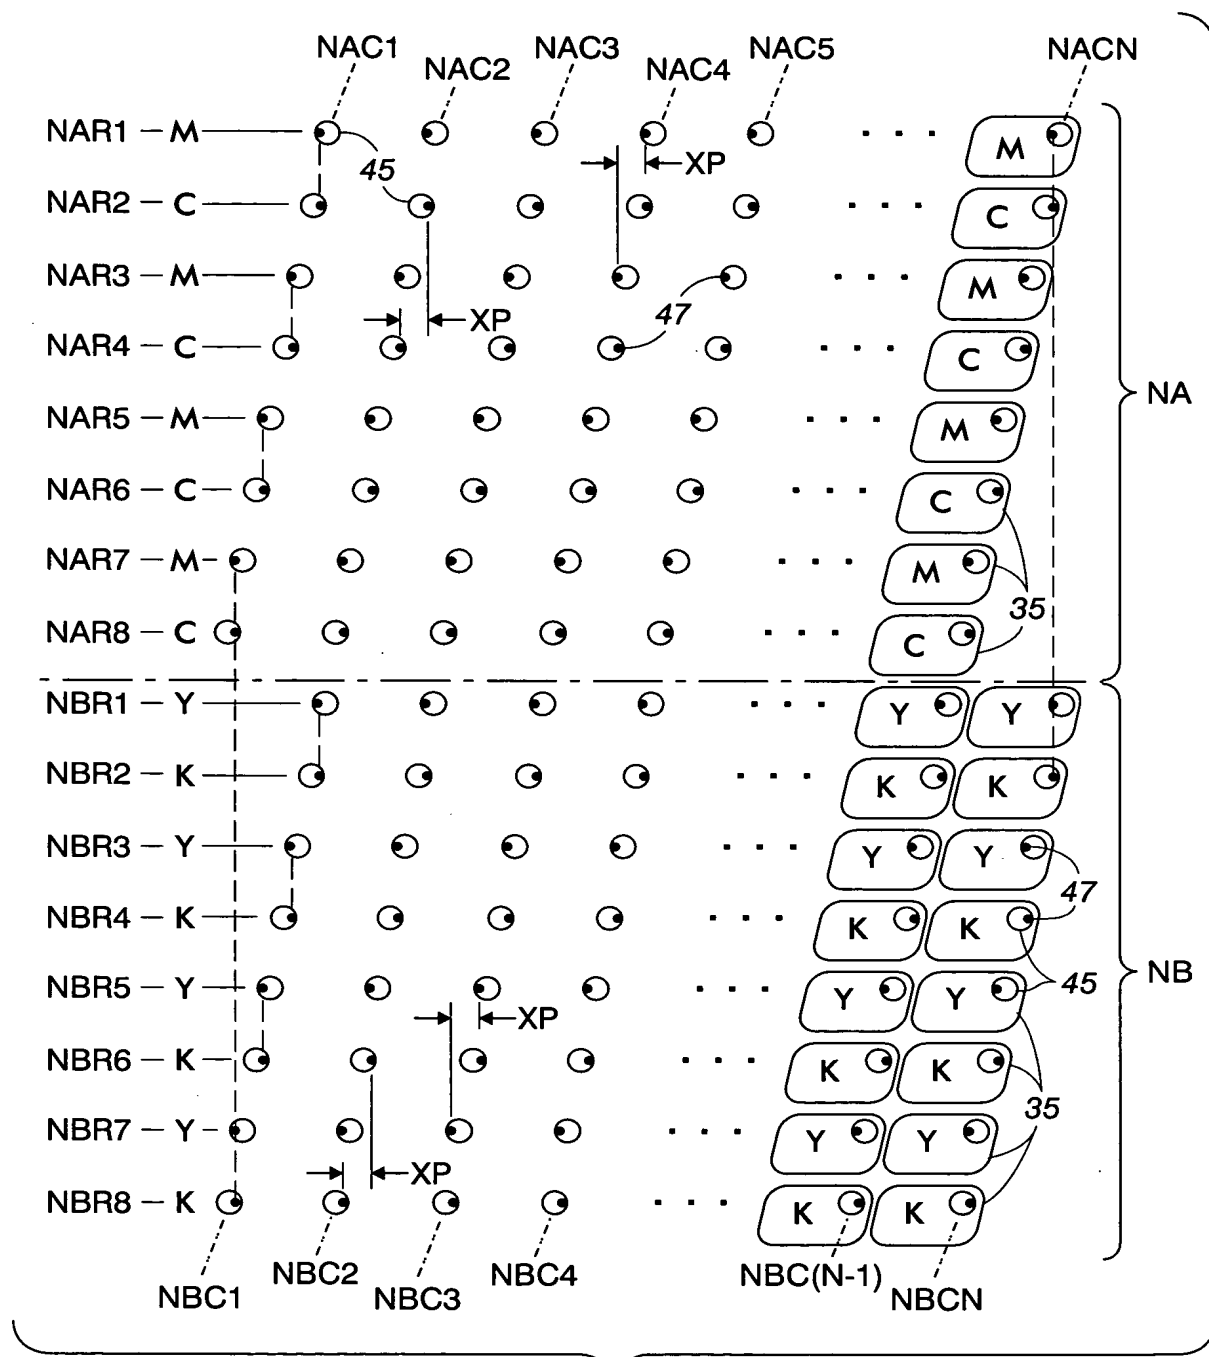 NAC1 NAC2 NAC3 NAC4 NAC5 NACN
NAR1 — M M
45 XP
NAR2 — C C
NAR3 — M M
XP 47
NAR4 — C C
NA
NAR5 — M M
NAR6 — C C
NAR7 — M M
35
NAR8 — C C
NBR1 — Y Y Y
NBR2 — K K K
NBR3 — Y Y Y
47
NBR4 — K K K
NB
NBR5 — Y Y Y
45
XP
NBR6 — K K K
35
NBR7 — Y Y Y
XP
NBR8 — K K K
NBC1 NBC2 NBC3 NBC4 NBC(N-1) NBCN